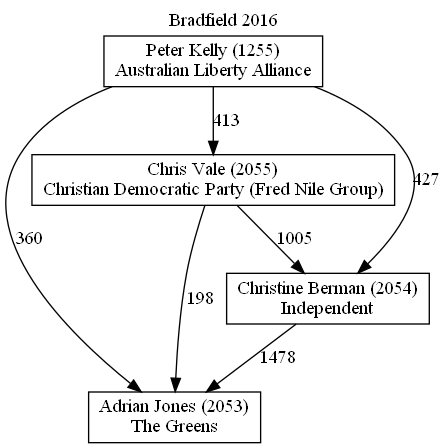 Bradfield 2016
Peter Kelly (1255)
Australian Liberty Alliance
413
427
Chris Vale (2055)
Christian Democratic Party (Fred Nile Group)
360
1005
198
Christine Berman (2054)
Independent
1478
Adrian Jones (2053)
The Greens